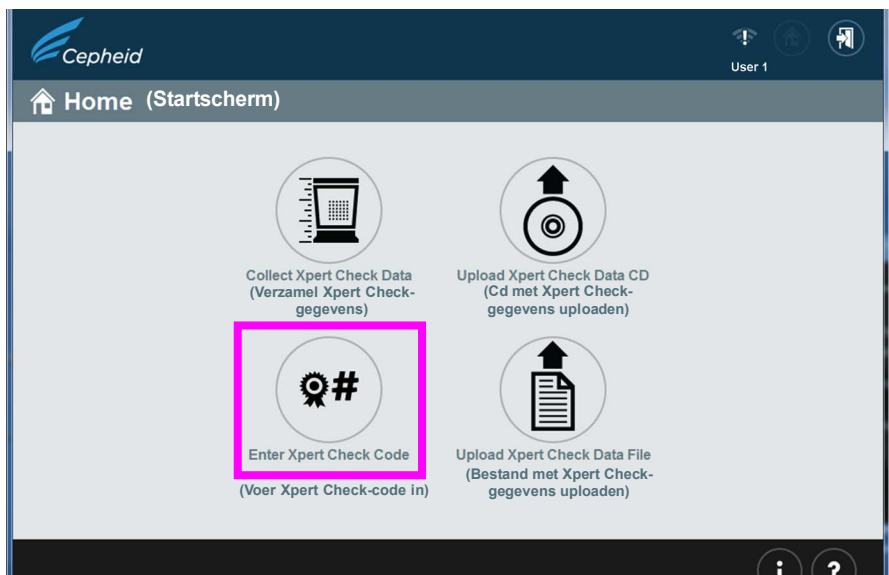 Cepheid
User 1
Home (Startscherm)
Collect Xpert Check Data
(Verzamel Xpert Check-
gegevens)
Upload Xpert Check Data CD
(Cd met Xpert Check-
gegevens uploaden)
#
Enter Xpert Check Code
(Voer Xpert Check-code in)
Upload Xpert Check Data File
(Bestand met Xpert Check-
gegevens uploaden)
i ?